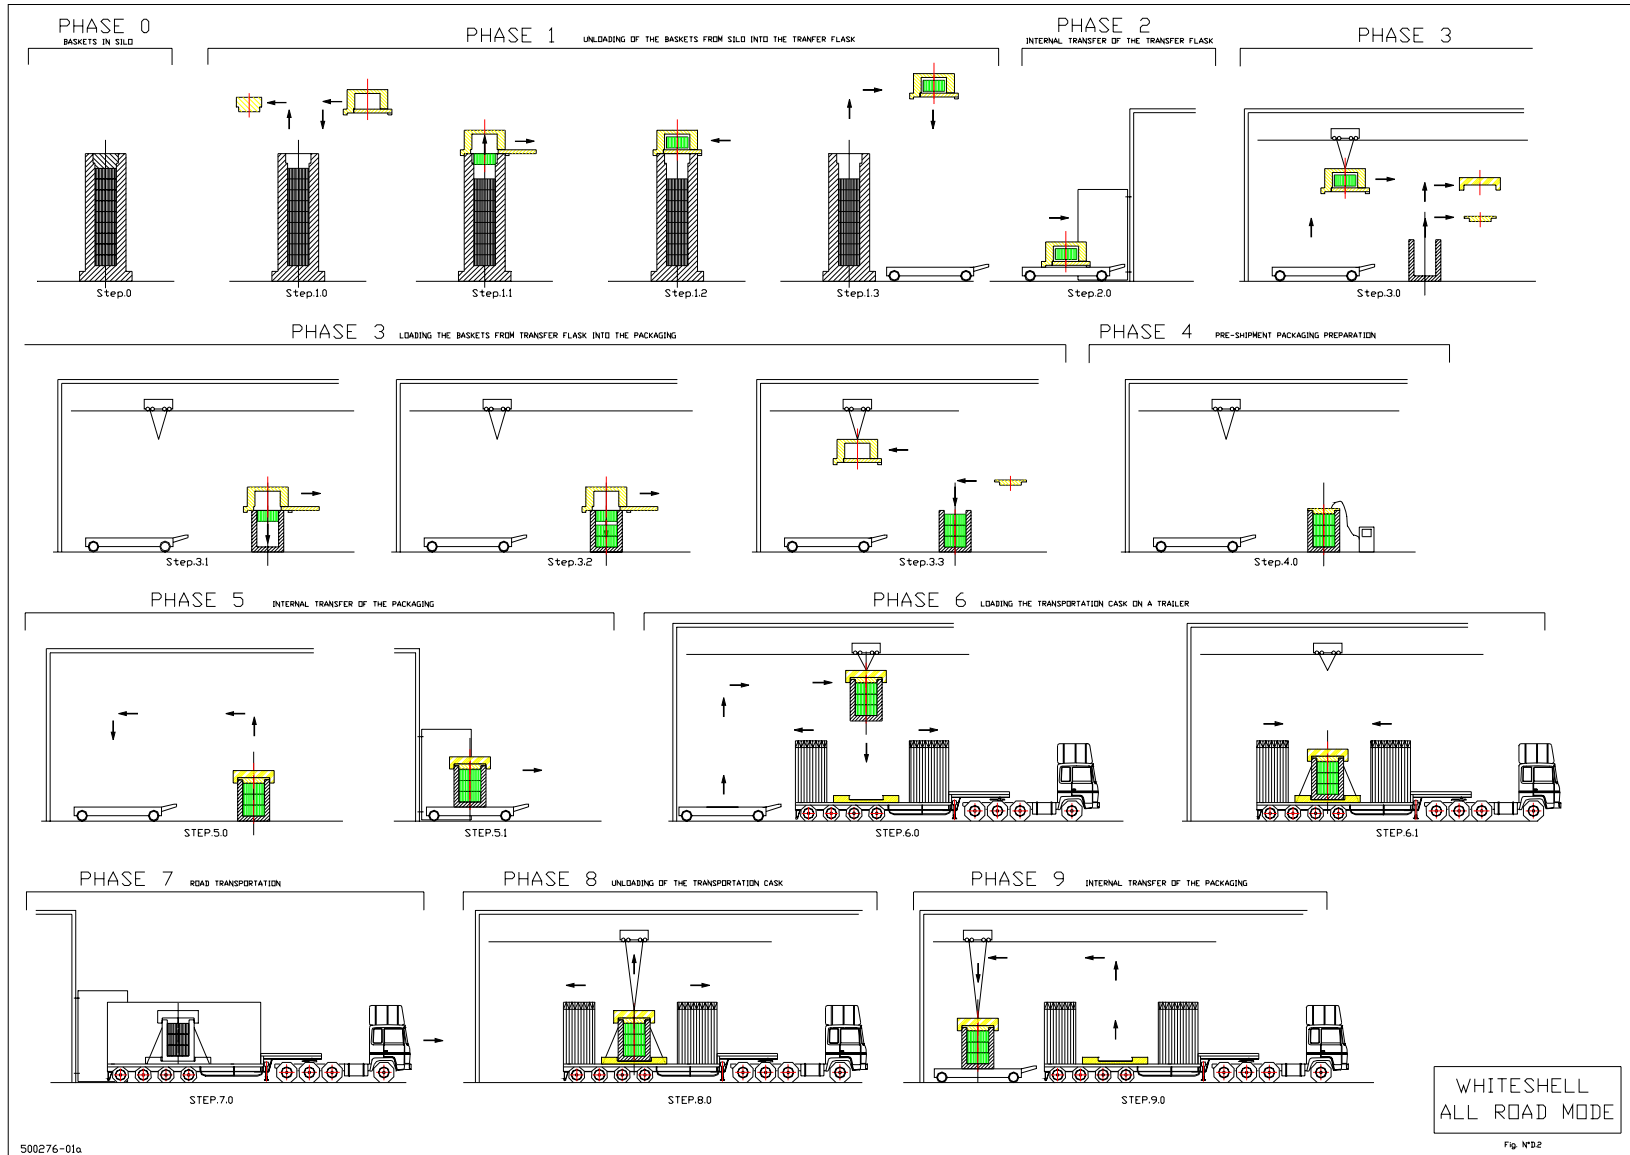 PHASE 0
BASKETS IN SILO
PHASE 1 UNLOADING OF THE BASKETS FROM SILO INTO THE TRANFER FLASK
PHASE 2
INTERNAL TRANSFER OF THE TRANSFER FLASK
PHASE 3
Step.0
Step.1.0
Step.1.1
Step.1.2
Step.1.3
Step.2.0
Step.3.0
PHASE 3 LOADING THE BASKETS FROM TRANSFER FLASK INTO THE PACKAGING
PHASE 4 PRE-SHIPMENT PACKAGING PREPARATION
Step.3.1
Step.3.2
Step.3.3
Step.4.0
PHASE 5 INTERNAL TRANSFER OF THE PACKAGING
PHASE 6 LOADING THE TRANSPORTATION CASK ON A TRAILER
STEP.5.0
STEP.5.1
STEP.6.0
STEP.6.1
PHASE 7 ROAD TRANSPORTATION
PHASE 8 UNLOADING OF THE TRANSPORTATION CASK
PHASE 9 INTERNAL TRANSFER OF THE PACKAGING
STEP.7.0
STEP.8.0
STEP.9.0
WHITESHELL
ALL ROAD MODE
Fig. N°D.2
500276-01a